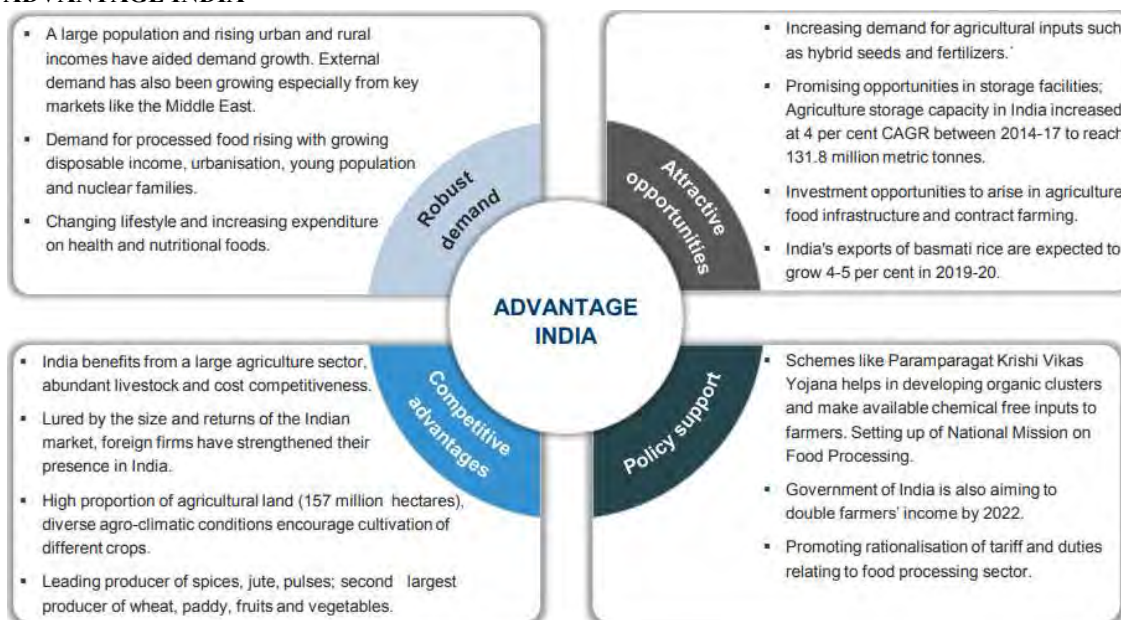 ADVANTAGE INDIA
▪ A large population and rising urban and rural
incomes have aided demand growth. External
demand has also been growing especially from key
markets like the Middle East.
▪ Demand for processed food rising with growing
disposable income, urbanisation, young population
and nuclear families.
▪ Changing lifestyle and increasing expenditure
on health and nutritional foods.
Robust
demand
▪ Increasing demand for agricultural inputs such
as hybrid seeds and fertilizers.
▪ Promising opportunities in storage facilities;
Agriculture storage capacity in India increased
at 4 per cent CAGR between 2014-17 to reach
131.8 million metric tonnes.
▪ Investment opportunities to arise in agriculture
food infrastructure and contract farming.
▪ India's exports of basmati rice are expected to
grow 4-5 per cent in 2019-20.
Attractive
opportunities
ADVANTAGE
INDIA
▪ India benefits from a large agriculture sector,
abundant livestock and cost competitiveness.
▪ Lured by the size and returns of the Indian
market, foreign firms have strengthened their
presence in India.
▪ High proportion of agricultural land (157 million hectares),
diverse agro-climatic conditions encourage cultivation of
different crops.
▪ Leading producer of spices, jute, pulses; second largest
producer of wheat, paddy, fruits and vegetables.
Competitive
advantages
▪ Schemes like Paramparagat Krishi Vikas
Yojana helps in developing organic clusters
and make available chemical free inputs to
farmers. Setting up of National Mission on
Food Processing.
▪ Government of India is also aiming to
double farmers' income by 2022.
▪ Promoting rationalisation of tariff and duties
relating to food processing sector.
Policy support